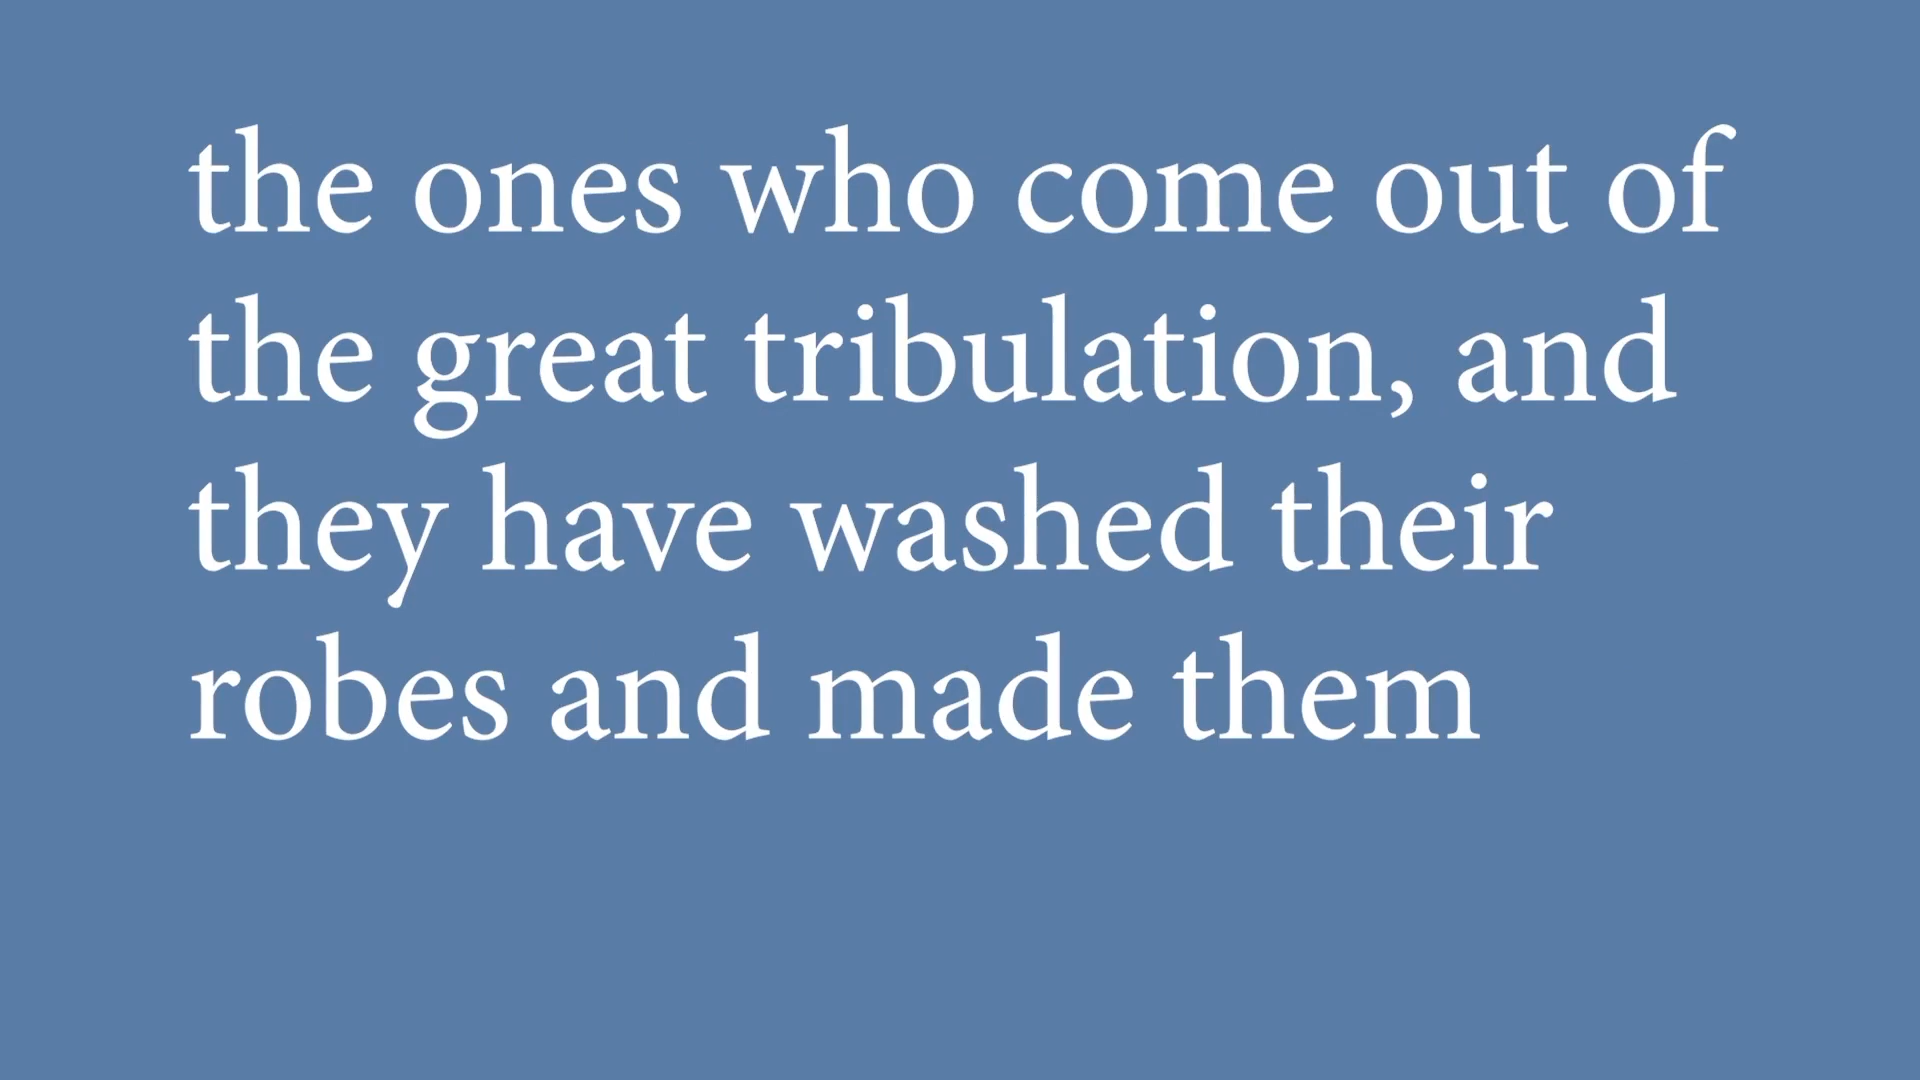 the ones who come out of
the great tribulation, and
they have washed their
robes and made them